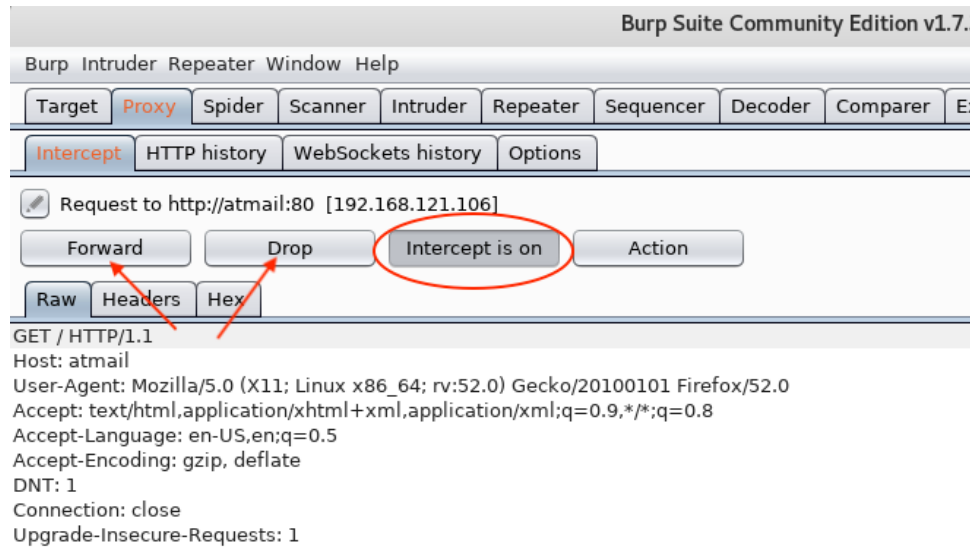 Burp Suite Community Edition v1.7.
Burp Intruder Repeater Window Help
Target Proxy Spider Scanner Intruder Repeater Sequencer Decoder Comparer
Intercept HTTP history WebSockets history Options
Request to http://atmail:80 [192.168.121.106]
Forward Drop Intercept is on Action
Raw Headers Hex
GET / HTTP/1.1
Host: atmail
User-Agent: Mozilla/5.0 (X11; Linux x86_64; rv:52.0) Gecko/20100101 Firefox/52.0
Accept: text/html,application/xhtml+xml,application/xml;q=0.9,*/*;q=0.8
Accept-Language: en-US,en;q=0.5
Accept-Encoding: gzip, deflate
DNT: 1
Connection: close
Upgrade-Insecure-Requests: 1